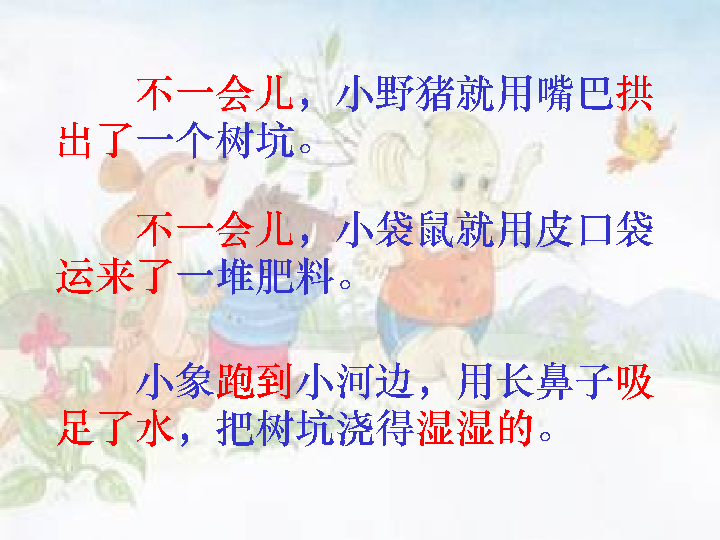 不一会儿，小野猪就用嘴巴拱
出了一个树坑。
不一会儿，小袋鼠就用皮口袋
运来了一堆肥料。
小象跑到小河边，用长鼻子吸
足了水，把树坑浇得湿湿的。